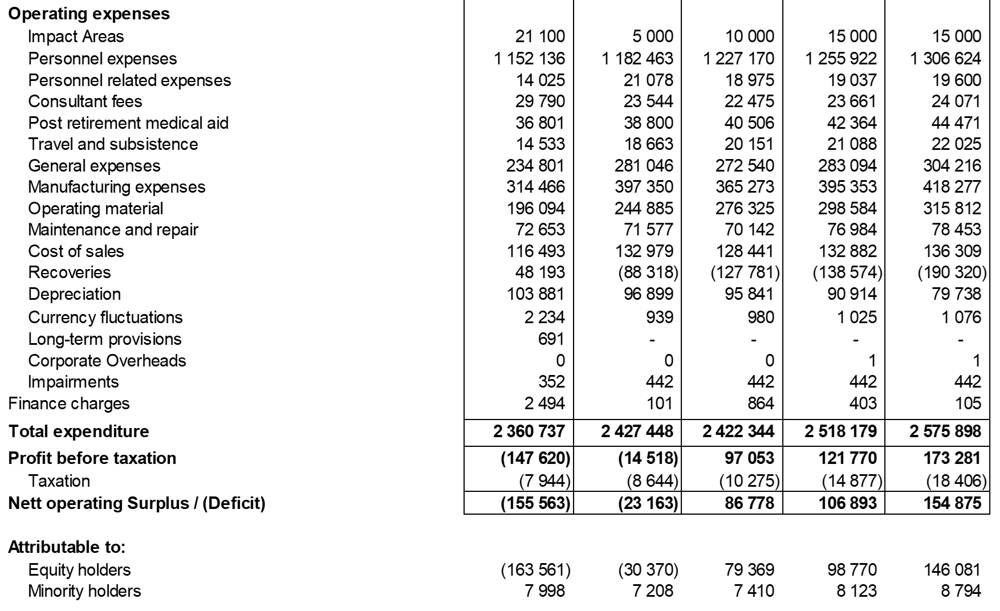 Operating expenses
Impact Areas 21 100 5 000 10 000 15 000 15 000
Personnel expenses 1 152 136 1 182 463 1 227 170 1 255 922 1 306 624
Personnel related expenses 14 025 21 078 18 975 19 037 19 600
Consultant fees 29 790 23 544 22 475 23 661 24 071
Post retirement medical aid 36 801 38 800 40 506 42 364 44 471
Travel and subsistence 14 533 18 663 20 151 21 088 22 025
General expenses 234 801 281 046 272 540 283 094 304 216
Manufacturing expenses 314 466 397 350 365 273 395 353 418 277
Operating material 196 094 244 885 276 325 298 584 315 812
Maintenance and repair 72 653 71 577 70 142 76 984 78 453
Cost of sales 116 493 132 979 128 441 132 882 136 309
Recoveries 48 193 (88 318) (127 781) (138 574) (190 320)
Depreciation 103 881 96 899 95 841 90 914 79 738
Currency fluctuations 2 234 939 980 1 025 1 076
Long-term provisions 691 - - - -
Corporate Overheads 0 0 0 1 1
Impairments 352 442 442 442 442
Finance charges 2 494 101 864 403 105
Total expenditure 2 360 737 2 427 448 2 422 344 2 518 179 2 575 898
Profit before taxation (147 620) (14 518) 97 053 121 770 173 281
Taxation (7 944) (8 644) (10 275) (14 877) (18 406)
Nett operating Surplus / (Deficit) (155 563) (23 163) 86 778 106 893 154 875
Attributable to:
Equity holders (163 561) (30 370) 79 369 98 770 146 081
Minority holders 7 998 7 208 7 410 8 123 8 794